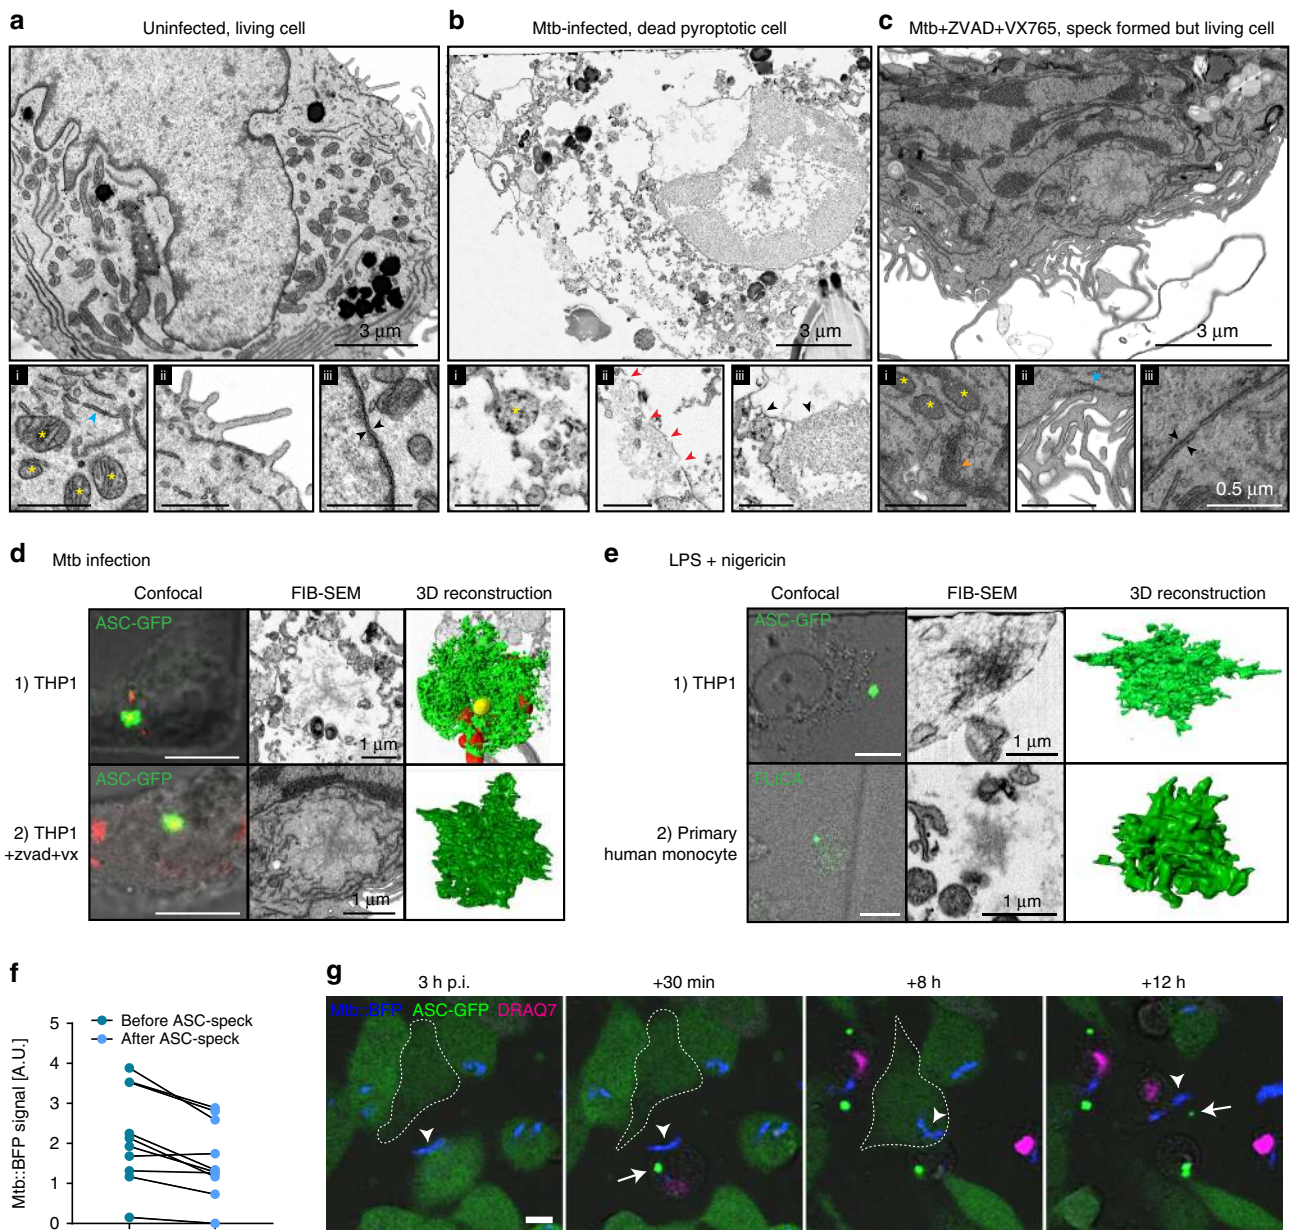 a
Uninfected, living cell
3 μm
i
ii
iii
b
Mtb-infected, dead pyroptotic cell
3 μm
i
ii
iii
c
Mtb+ZVAD+VX765, speck formed but living cell
3 μm
i
ii
iii
0.5 μm
d
Mtb infection
Confocal
FIB-SEM
3D reconstruction
1) THP1
ASC-GFP
1 μm
2) THP1
+zvad+vx
ASC-GFP
1 μm
e
LPS + nigericin
Confocal
FIB-SEM
3D reconstruction
1) THP1
ASC-GFP
1 μm
2) Primary
human monocyte
FLICA
1 μm
f
Before ASC-speck
After ASC-speck
Mtb::BFP signal [A.U.]
5
4
3
2
1
0
g
3 h p.i.
+30 min
+8 h
+12 h
Mtb::BFP ASC-GFP DRAQ7